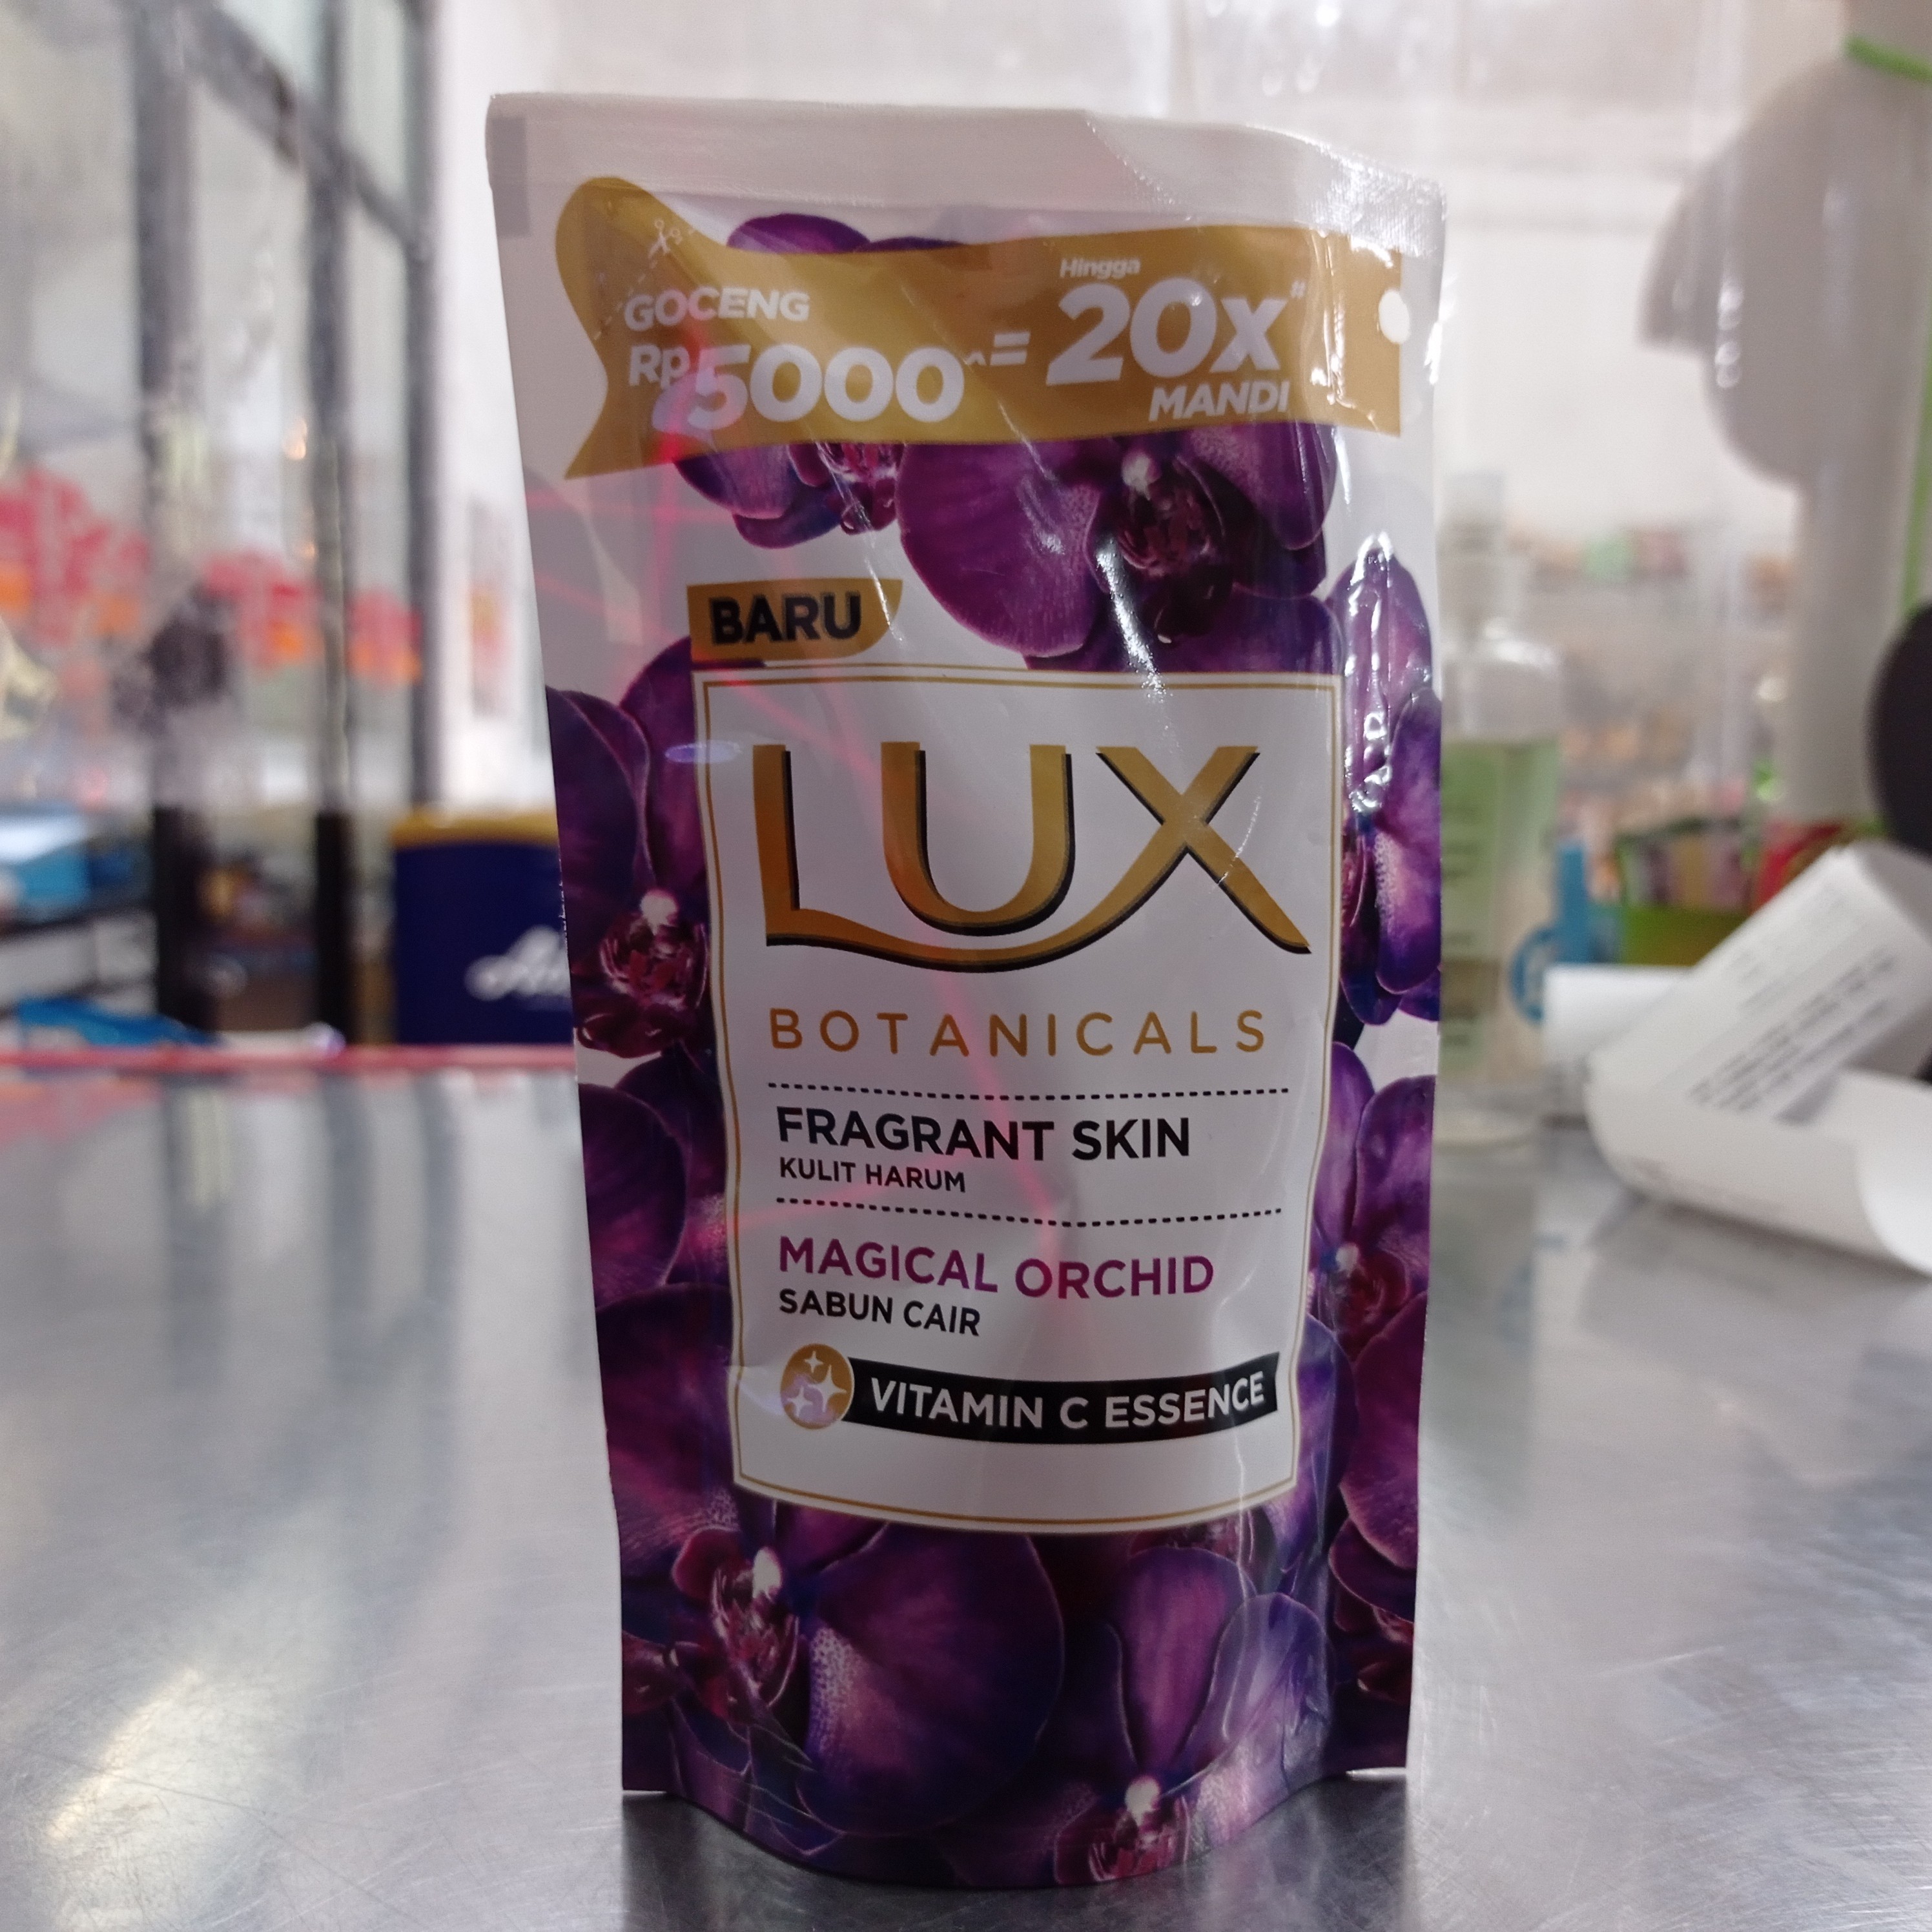 GOCENG
Rp5000^ = Hingga 20x#
MANDI
BARU
LUX
BOTANICALS
FRAGRANT SKIN
KULIT HARUM
MAGICAL ORCHID
SABUN CAIR
VITAMIN C ESSENCE